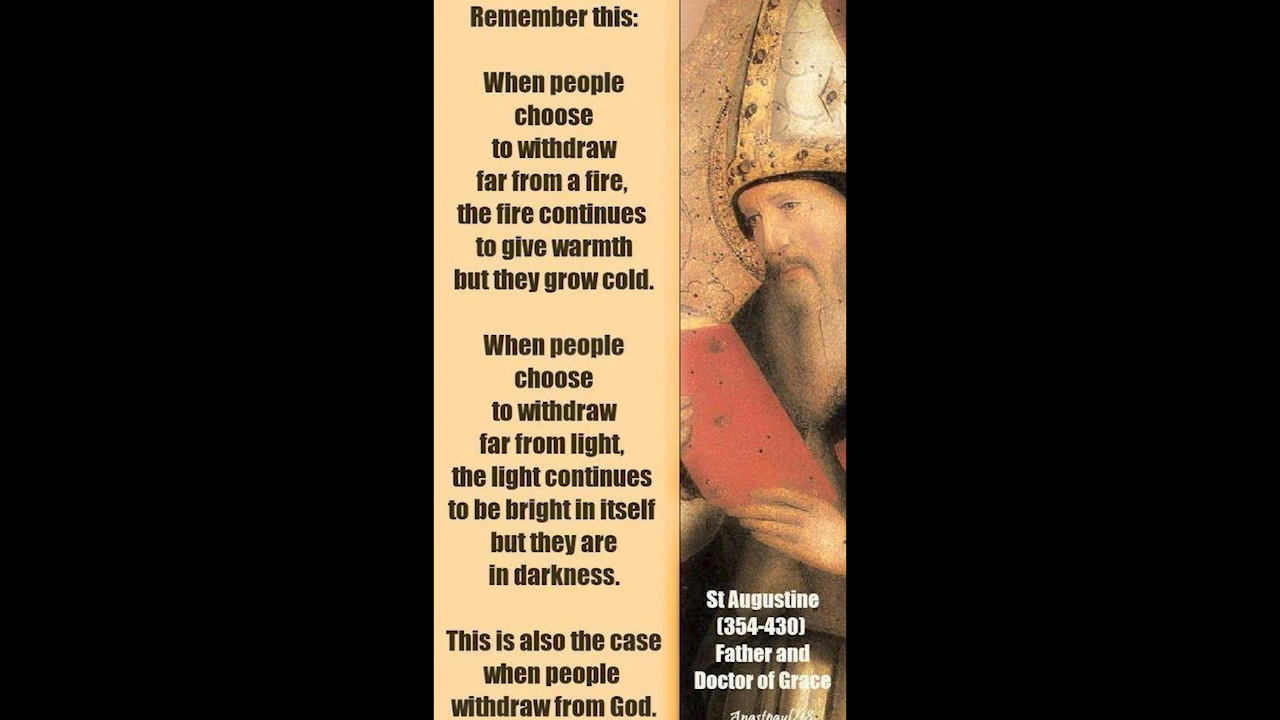 Remember this:
When people
choose
to withdraw
far from a fire,
the fire continues
to give warmth
but they grow cold.
When people
choose
to withdraw
far from light,
the light continues
to be bright in itself
but they are
in darkness.
This is also the case
when people
withdraw from God.
St Augustine
(354-430)
Father and
Doctor of Grace